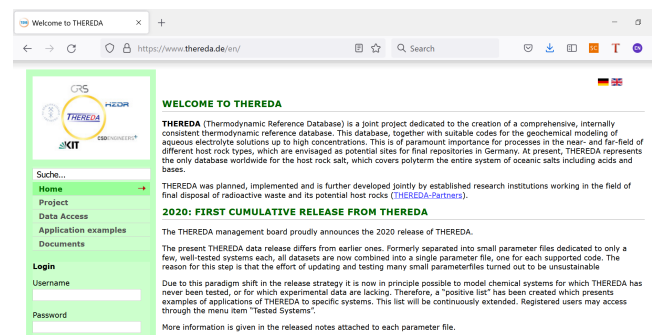 Welcome to THEREDA
https://www.thereda.de/en/
Search
SC
T
EN
GRS
HZDR
THEREDA
CSD ENGINEERS+
KIT
Suche...
Home
Project
Data Access
Application examples
Documents
Login
Username
Password
WELCOME TO THEREDA
THEREDA (Thermodynamic Reference Database) is a joint project dedicated to the creation of a comprehensive, internally
consistent thermodynamic reference database. This database, together with suitable codes for the geochemical modeling of
aqueous electrolyte solutions up to high concentrations. This is of paramount importance for processes in the near- and far-field of
different host rock types, which are envisaged as potential sites for final repositories in Germany. At present, THEREDA represents
the only database worldwide for the host rock salt, which covers polyterm the entire system of oceanic salts including acids and
bases.
THEREDA was planned, implemented and is further developed jointly by established research institutions working in the field of
final disposal of radioactive waste and its potential host rocks (THEREDA-Partners).
2020: FIRST CUMULATIVE RELEASE FROM THEREDA
The THEREDA management board proudly announces the 2020 release of THEREDA.
The present THEREDA data release differs from earlier ones. Formerly separated into small parameter files dedicated to only a
few, well-tested systems each, all datasets are now combined into a single parameter file, one for each supported code. The
reason for this step is that the effort of updating and testing many small parameterfiles turned out to be unsustainable
Due to this paradigm shift in the release strategy it is now in principle possible to model chemical systems for which THEREDA has
never been tested, or for which experimental data are lacking. Therefore, a "positive list" has been created which presents
examples of applications of THEREDA to specific systems. This list will be continuously extended. Registered users may access
through the menu item "Tested Systems".
More information is given in the released notes attached to each parameter file.